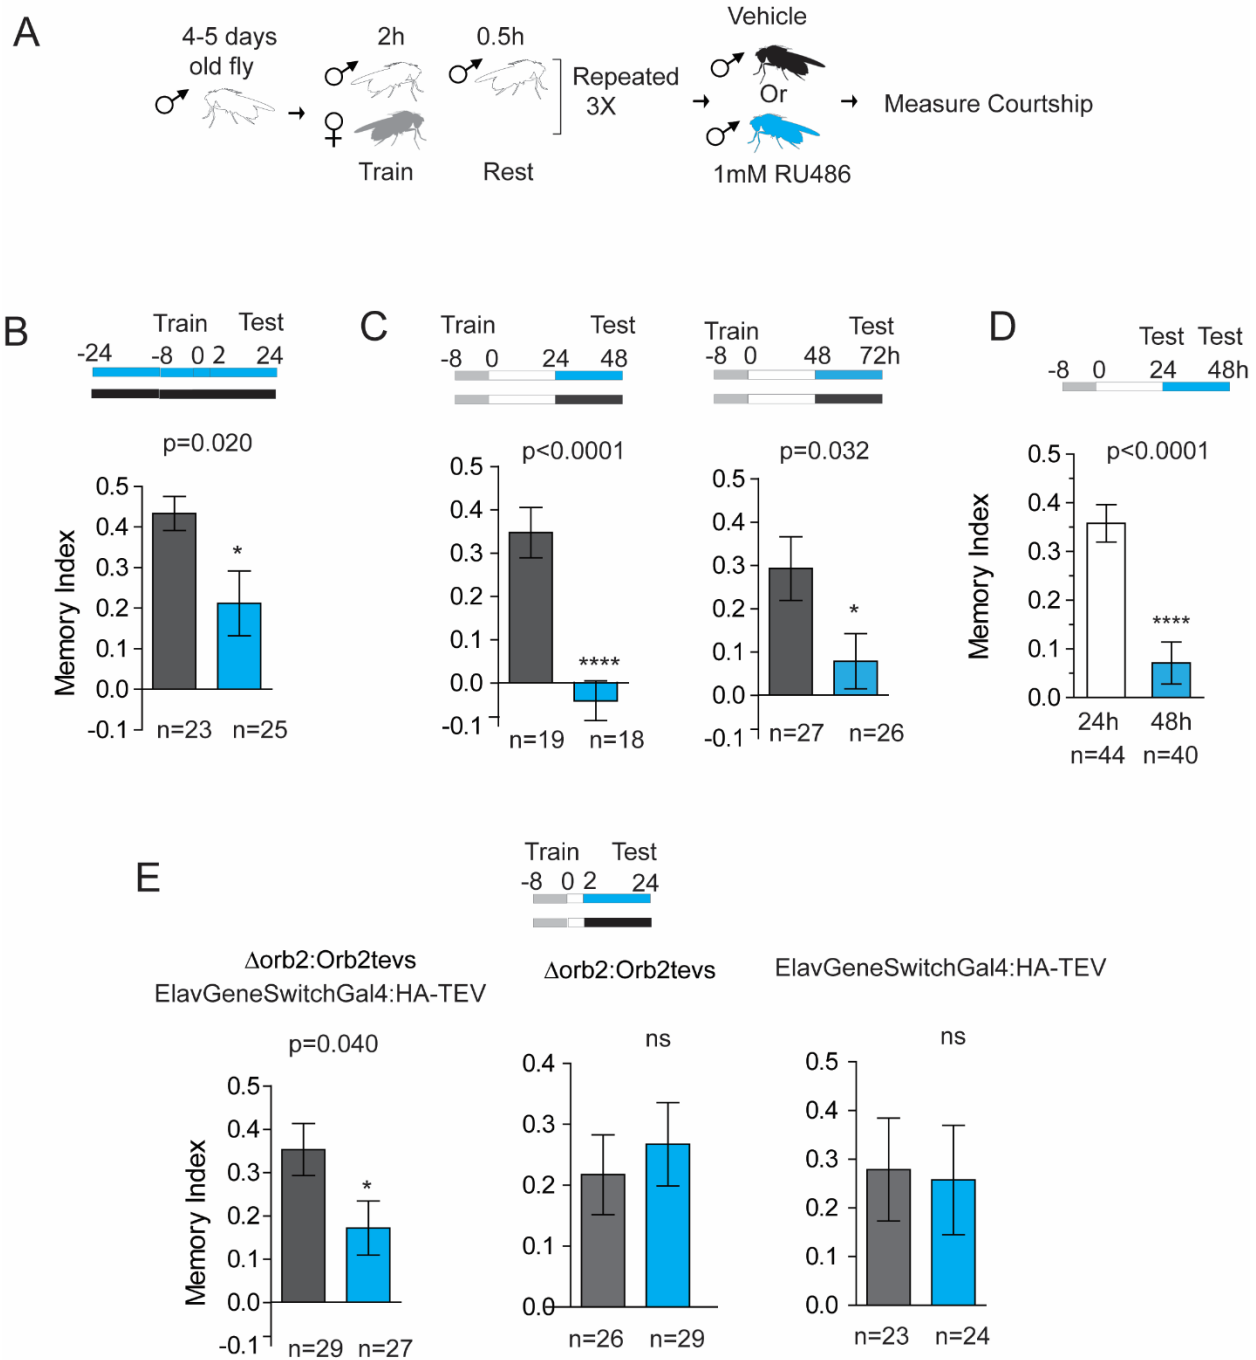 A
4-5 days
old fly
2h
0.5h
Vehicle
Repeated
3X
Or
Measure Courtship
Train
Rest
1mM RU486
B
Train Test
-24 -8 0 2 24
p=0.020
Memory Index
0.5
0.4
0.3
0.2
0.1
0.0
-0.1
*
n=23 n=25
C
Train Test
-8 0 24 48
p<0.0001
0.5
0.4
0.3
0.2
0.1
0.0
-0.1
****
n=19 n=18
Train Test
-8 0 48 72h
p=0.032
0.5
0.4
0.3
0.2
0.1
0.0
-0.1
*
n=27 n=26
D
Test Test
-8 0 24 48h
p<0.0001
Memory Index
0.5
0.4
0.3
0.2
0.1
0.0
****
24h 48h
n=44 n=40
E
Train Test
-8 0 2 24
Δorb2:Orb2tevs
ElavGeneSwitchGal4:HA-TEV
p=0.040
Memory Index
0.5
0.4
0.3
0.2
0.1
0.0
-0.1
*
n=29 n=27
Δorb2:Orb2tevs
ns
0.4
0.3
0.2
0.1
0.0
n=26 n=29
ElavGeneSwitchGal4:HA-TEV
ns
0.5
0.4
0.3
0.2
0.1
0.0
n=23 n=24